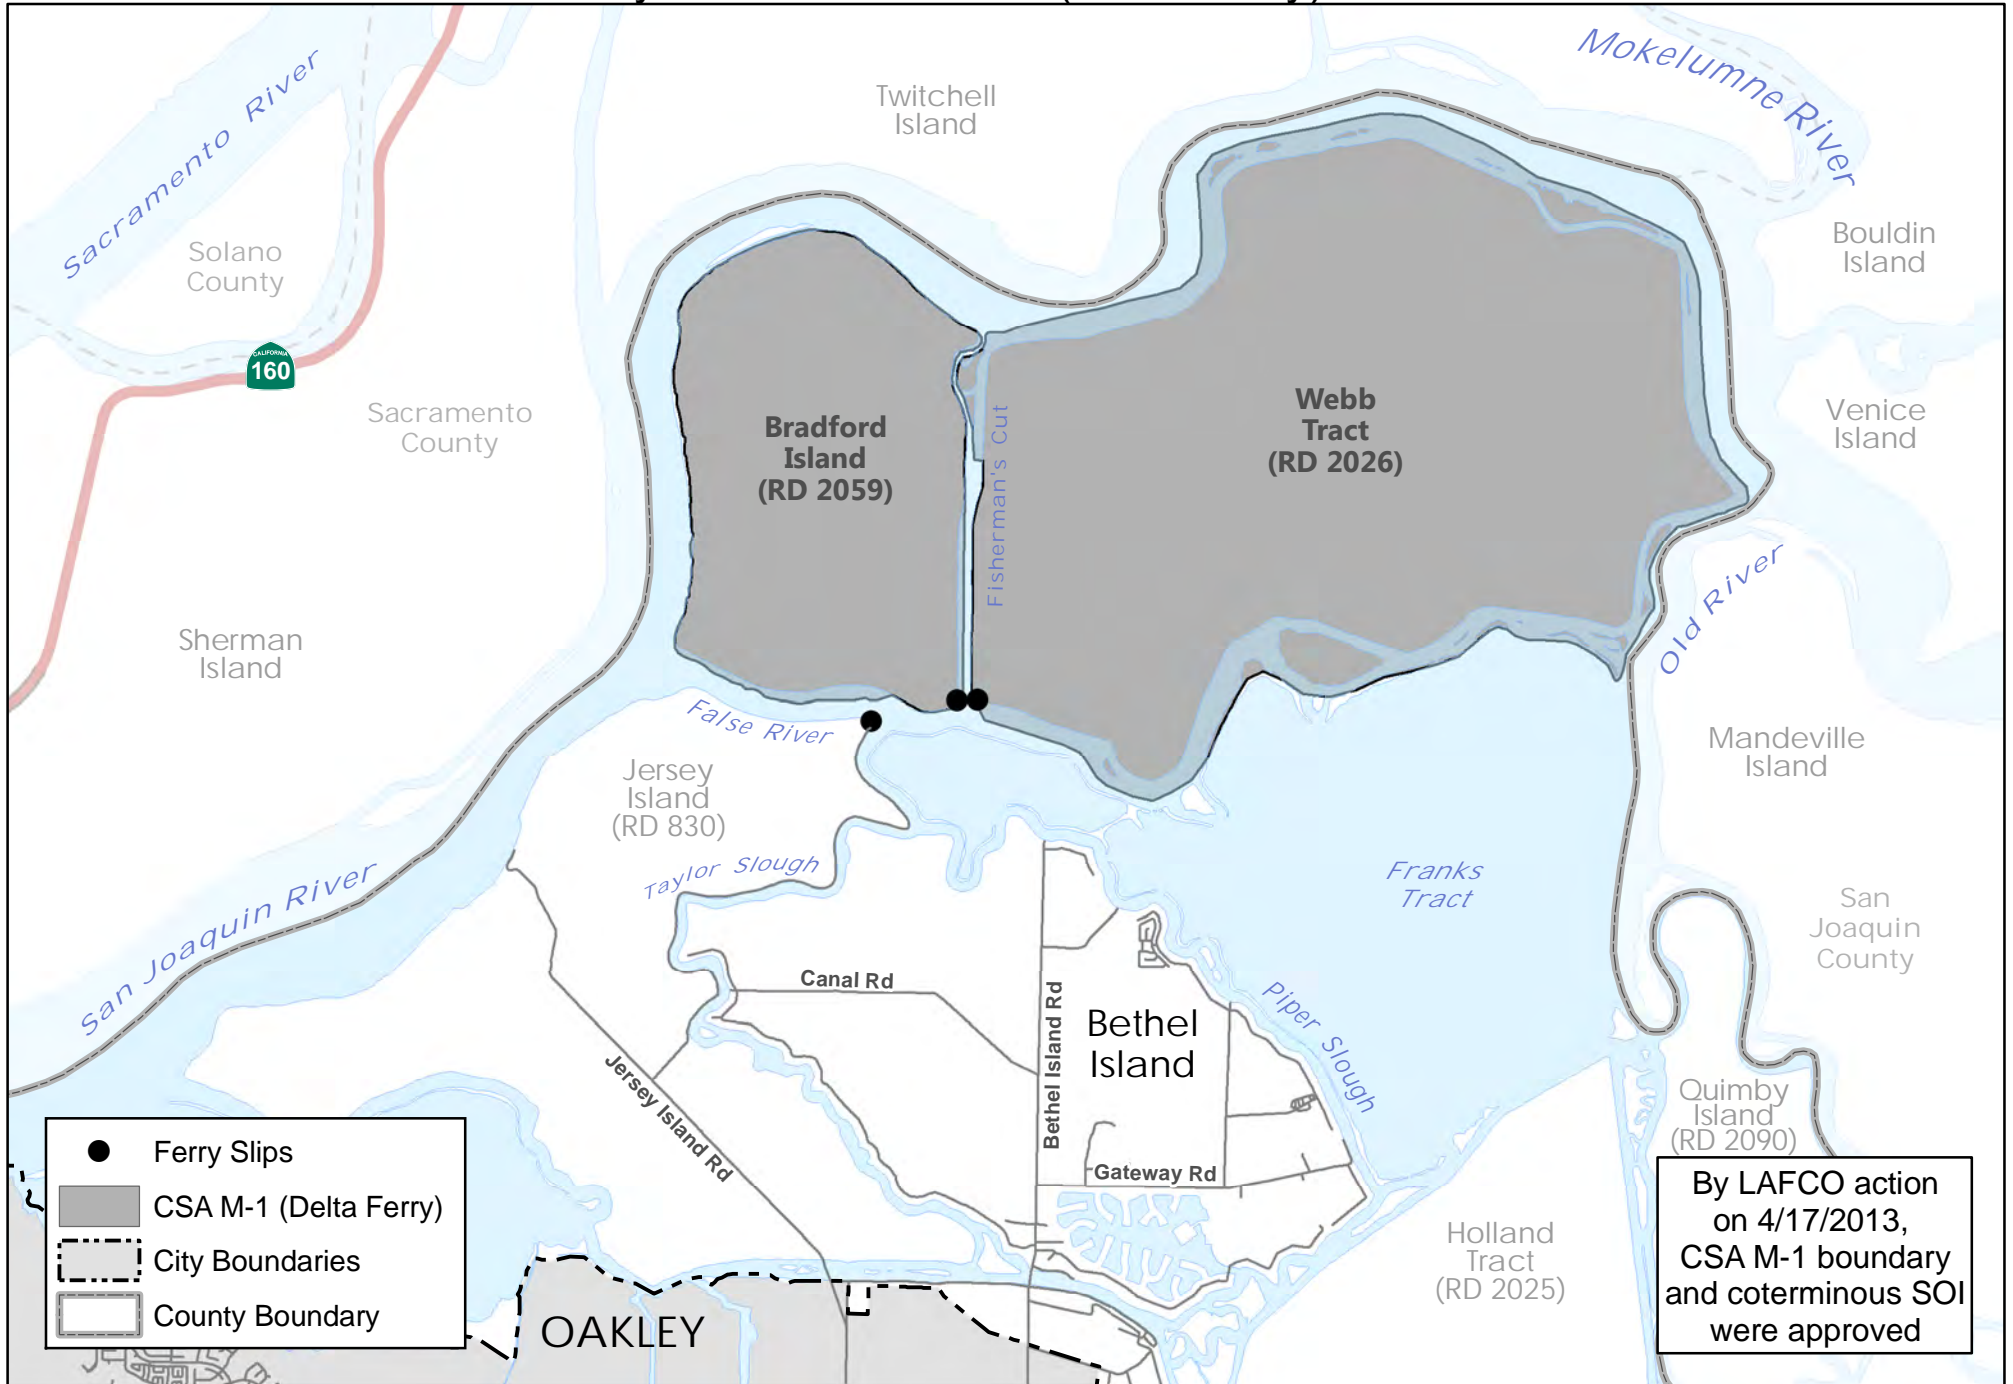 Mokelumne River
Sacramento River
Twitchell
Island
Solano
County
Bouldin
Island
CALIFORNIA
160
Sacramento
County
Bradford
Island
(RD 2059)
Fisherman's Cut
Webb
Tract
(RD 2026)
Venice
Island
Sherman
Island
Old River
False River
Jersey
Island
(RD 830)
Mandeville
Island
Taylor Slough
Franks
Tract
San Joaquin River
San
Joaquin
County
Canal Rd
Bethel Island Rd
Bethel
Island
Piper Slough
Jersey Island Rd
Gateway Rd
Quimby
Island
(RD 2090)
Holland
Tract
(RD 2025)
OAKLEY
Ferry Slips
CSA M-1 (Delta Ferry)
City Boundaries
County Boundary
By LAFCO action
on 4/17/2013,
CSA M-1 boundary
and coterminous SOI
were approved